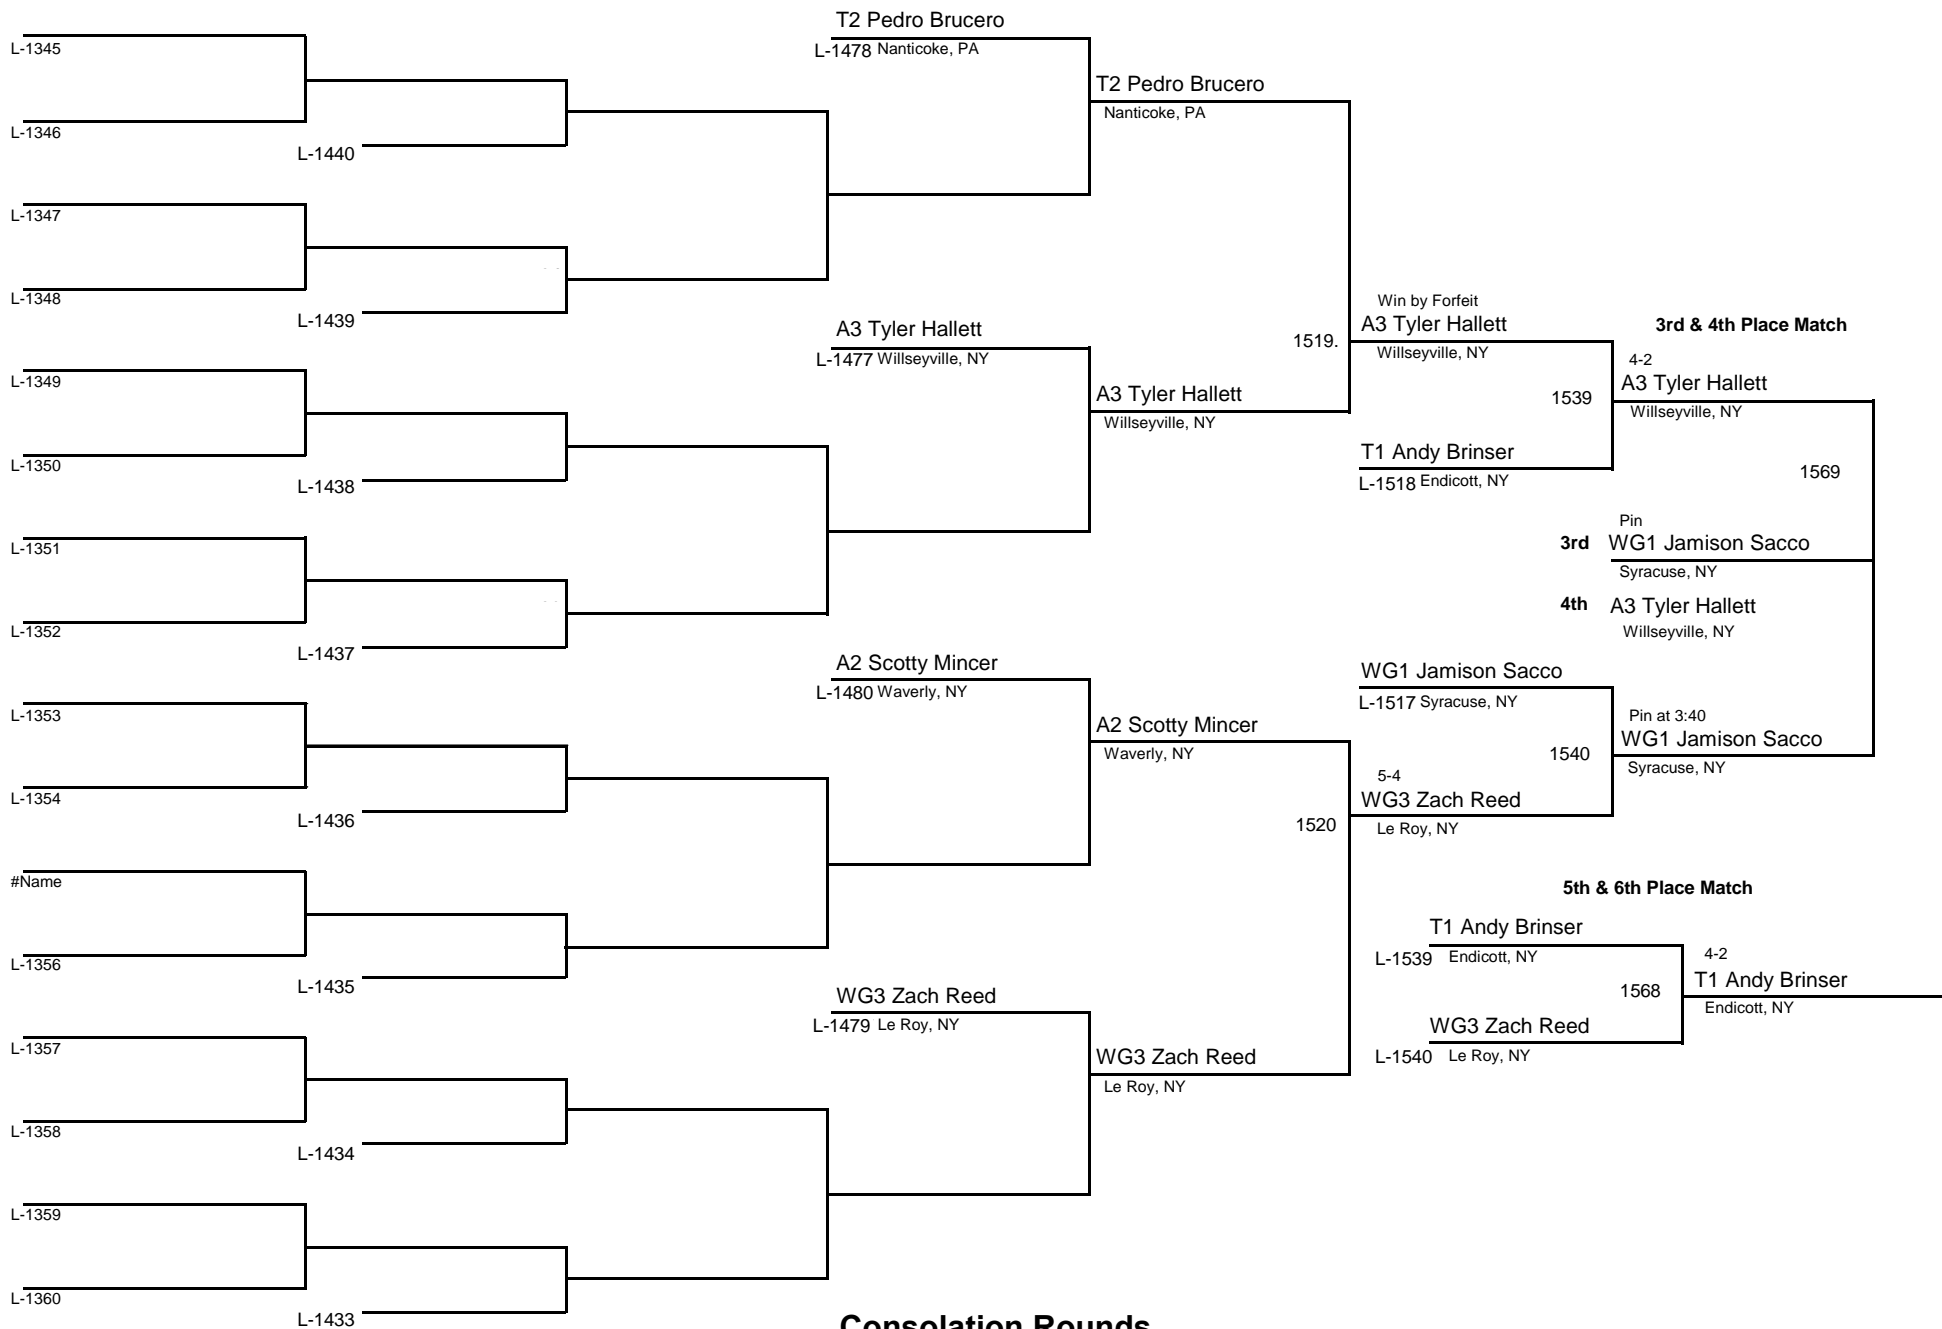 L-1345
L-1346
L-1440
L-1347
L-1348
L-1439
L-1349
L-1350
L-1438
L-1351
L-1352
L-1437
L-1353
L-1354
L-1436
#Name
L-1356
L-1435
L-1357
L-1358
L-1434
L-1359
L-1360
L-1433
T2 Pedro Brucero
L-1478 Nanticoke, PA
A3 Tyler Hallett
L-1477 Willseyville, NY
A2 Scotty Mincer
L-1480 Waverly, NY
WG3 Zach Reed
L-1479 Le Roy, NY
T2 Pedro Brucero
Nanticoke, PA
A3 Tyler Hallett
Willseyville, NY
A2 Scotty Mincer
Waverly, NY
WG3 Zach Reed
Le Roy, NY
1519.
1520
Win by Forfeit
A3 Tyler Hallett
Willseyville, NY
1539
T1 Andy Brinser
L-1518 Endicott, NY
WG1 Jamison Sacco
L-1517 Syracuse, NY
1540
5-4
WG3 Zach Reed
Le Roy, NY
3rd & 4th Place Match
4-2
A3 Tyler Hallett
Willseyville, NY
1569
Pin
3rd WG1 Jamison Sacco
Syracuse, NY
4th A3 Tyler Hallett
Willseyville, NY
Pin at 3:40
WG1 Jamison Sacco
Syracuse, NY
5th & 6th Place Match
T1 Andy Brinser
L-1539 Endicott, NY
1568
WG3 Zach Reed
L-1540 Le Roy, NY
4-2
T1 Andy Brinser
Endicott, NY
Consolation Rounds